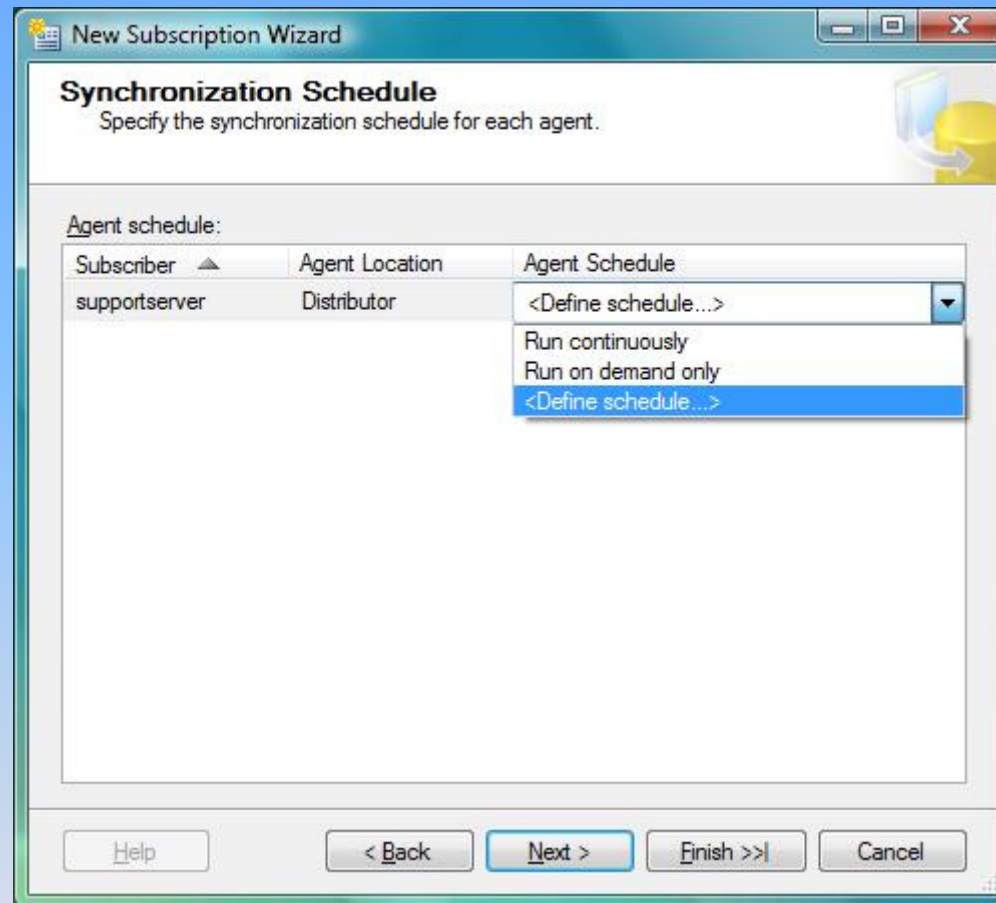 New Subscription Wizard
Synchronization Schedule
Specify the synchronization schedule for each agent.
Agent schedule:
Subscriber Agent Location Agent Schedule
supportserver Distributor <Define schedule...>
Run continuously
Run on demand only
<Define schedule...>
Help < Back Next > Finish >>| Cancel